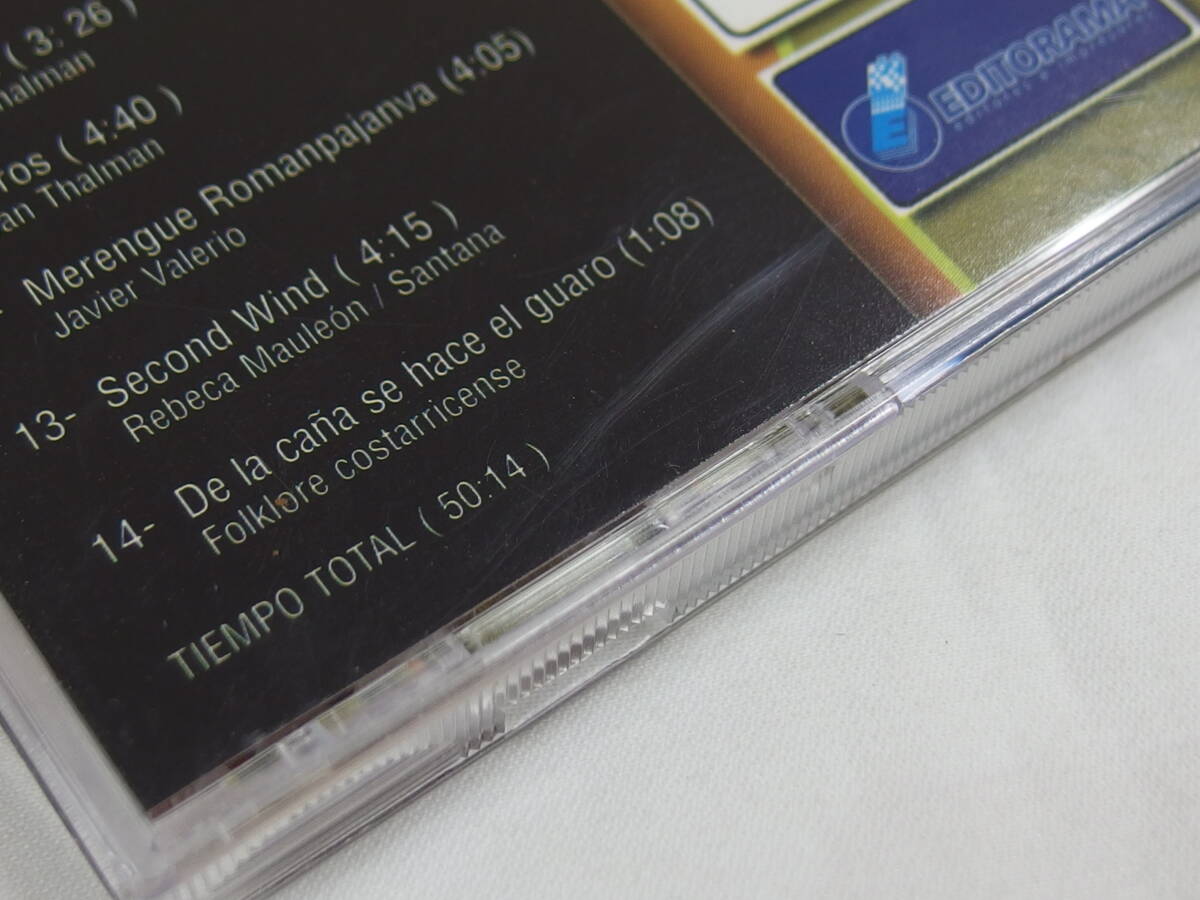 ( 3: 26 )
halman
ros ( 4:40 )
an Thalman
Merengue Romanpajanva (4:05)
Javier Valerio
13- Second Wind ( 4:15 )
Rebeca Mauleón / Santana
14- De la caña se hace el guaro (1:08)
Folklore costarricense
TIEMPO TOTAL ( 50:14 )
E EDITORAMA